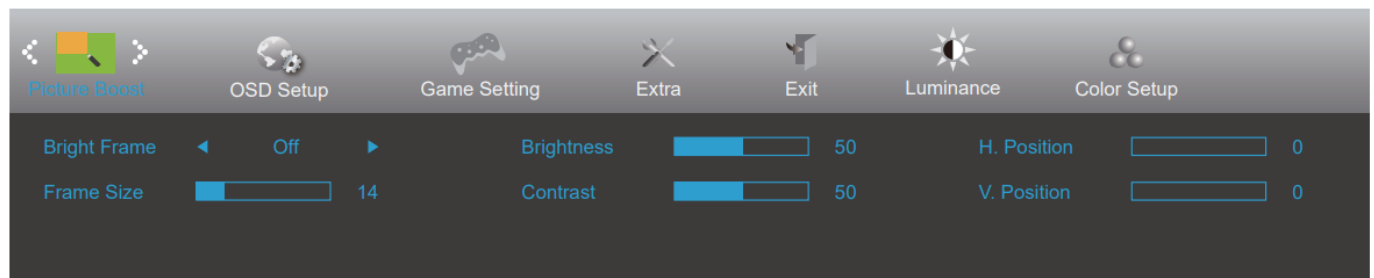 Picture Boost OSD Setup Game Setting Extra Exit Luminance Color Setup
Bright Frame Off Brightness 50 H. Position 0
Frame Size 14 Contrast 50 V. Position 0